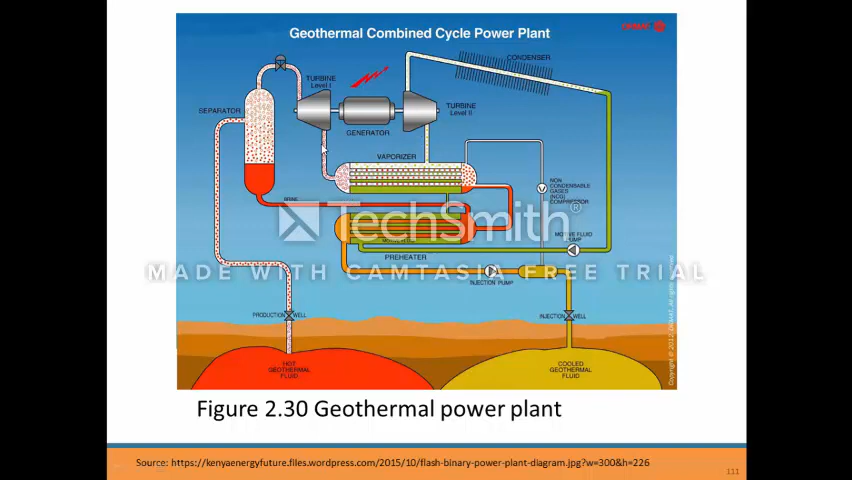 Geothermal Combined Cycle Power Plant
ORMAT
CONDENSER
TURBINE
Level I
SEPARATOR
TURBINE
Level II
GENERATOR
VAPORIZER
NON
CONDENSABLE
GASES
(NCG)
COMPRESSOR
BRINE
TechSmith®
MOTIVE FLUID
PUMP
PREHEATER
MADE WITH CAMTASIA FREE TRIAL
INJECTION PUMP
PRODUCTION WELL
INJECTION WELL
HOT
GEOTHERMAL
FLUID
COOLED
GEOTHERMAL
FLUID
Figure 2.30 Geothermal power plant
Source: https://kenyaenergyfuture.files.wordpress.com/2015/10/flash-binary-power-plant-diagram.jpg?w=300&h=226
111